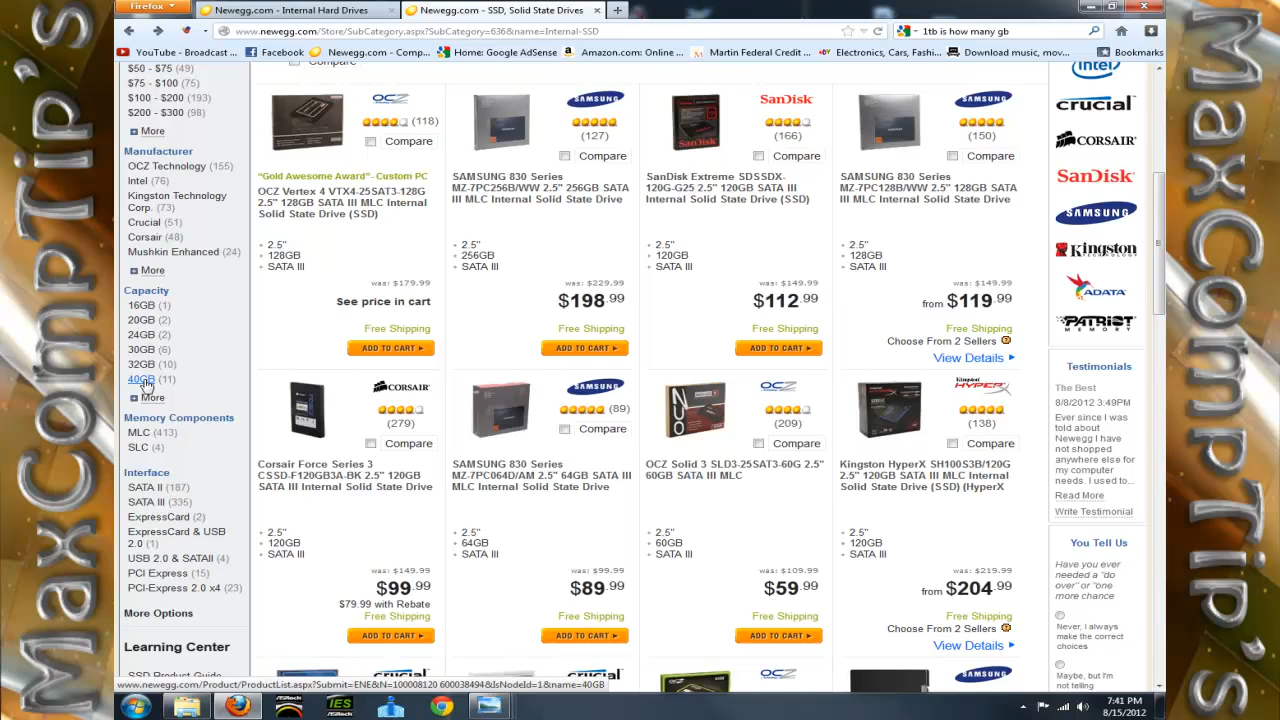 Firefox
Newegg.com - Internal Hard Drives
Newegg.com - SSD, Solid State Drives
www.newegg.com/Store/SubCategory.aspx?SubCategory=636&name=Internal-SSD
1tb is how many gb
YouTube - Broadcast ...
Facebook
Newegg.com - Comp...
Home: Google AdSense
Amazon.com: Online ...
Martin Federal Credit ...
Electronics, Cars, Fashi...
Download music, mov...
Bookmarks
$50 - $75 (49)
$75 - $100 (75)
$100 - $200 (193)
$200 - $300 (98)
More
Manufacturer
OCZ Technology (155)
Intel (76)
Kingston Technology
Corp. (73)
Crucial (51)
Corsair (48)
Mushkin Enhanced (24)
More
Capacity
16GB (1)
20GB (2)
24GB (2)
30GB (6)
32GB (10)
40GB (11)
More
Memory Components
MLC (413)
SLC (4)
Interface
SATA II (187)
SATA III (335)
ExpressCard (2)
ExpressCard & USB
2.0 (1)
USB 2.0 & SATAII (4)
PCI Express (15)
PCI-Express 2.0 x4 (23)
More Options
Learning Center
SSD Product Guide
Compare
OCZ
(118)
Compare
"Gold Awesome Award"- Custom PC
OCZ Vertex 4 VTX4-25SAT3-128G
2.5" 128GB SATA III MLC Internal
Solid State Drive (SSD)
2.5"
128GB
SATA III
was: $179.99
See price in cart
Free Shipping
ADD TO CART
SAMSUNG
(127)
Compare
SAMSUNG 830 Series
MZ-7PC256B/WW 2.5" 256GB SATA
III MLC Internal Solid State Drive
2.5"
256GB
SATA III
was: $229.99
$198.99
Free Shipping
ADD TO CART
SanDisk
(166)
Compare
SanDisk Extreme SDSSDX-
120G-G25 2.5" 120GB SATA III
Internal Solid State Drive (SSD)
2.5"
120GB
SATA III
was: $149.99
$112.99
Free Shipping
ADD TO CART
SAMSUNG
(150)
Compare
SAMSUNG 830 Series
MZ-7PC128B/WW 2.5" 128GB SATA
III MLC Internal Solid State Drive
2.5"
128GB
SATA III
was: $149.99
from $119.99
Free Shipping
Choose From 2 Sellers
View Details
CORSAIR
(279)
Compare
Corsair Force Series 3
CSSD-F120GB3A-BK 2.5" 120GB
SATA III Internal Solid State Drive
2.5"
120GB
SATA III
was: $149.99
$99.99
$79.99 with Rebate
Free Shipping
ADD TO CART
SAMSUNG
(89)
Compare
SAMSUNG 830 Series
MZ-7PC064D/AM 2.5" 64GB SATA III
MLC Internal Solid State Drive
2.5"
64GB
SATA III
was: $99.99
$89.99
Free Shipping
ADD TO CART
OCZ
(209)
Compare
OCZ Solid 3 SLD3-25SAT3-60G 2.5"
60GB SATA III MLC
2.5"
60GB
SATA III
was: $109.99
$59.99
Free Shipping
ADD TO CART
Kingston
HYPERX
(138)
Compare
Kingston HyperX SH100S3B/120G
2.5" 120GB SATA III MLC Internal
Solid State Drive (SSD) (HyperX
2.5"
120GB
SATA III
was: $219.99
from $204.99
Free Shipping
Choose From 2 Sellers
View Details
crucial
OCZ
SAMSUNG
intel
crucial
CORSAIR
SanDisk
SAMSUNG
Kingston
ADATA
PATRIOT
MEMORY
Testimonials
The Best
8/8/2012 3:49PM
Ever since I was
told about
Newegg I have
not shopped
anywhere else for
my computer
needs. I used to...
Read More
Write Testimonial
You Tell Us
Have you ever
needed a "do
over" or "one
more chance
Never, I always
make the correct
choices
Maybe, but I'm
not telling
www.newegg.com/Product/ProductList.aspx?Submit=ENE&N=100008120 600038494&IsNodeId=1&name=40GB
ASRock
IES
ASRock
7:41 PM
8/15/2012
MaxCompTria.'s
MaxComptria.'s